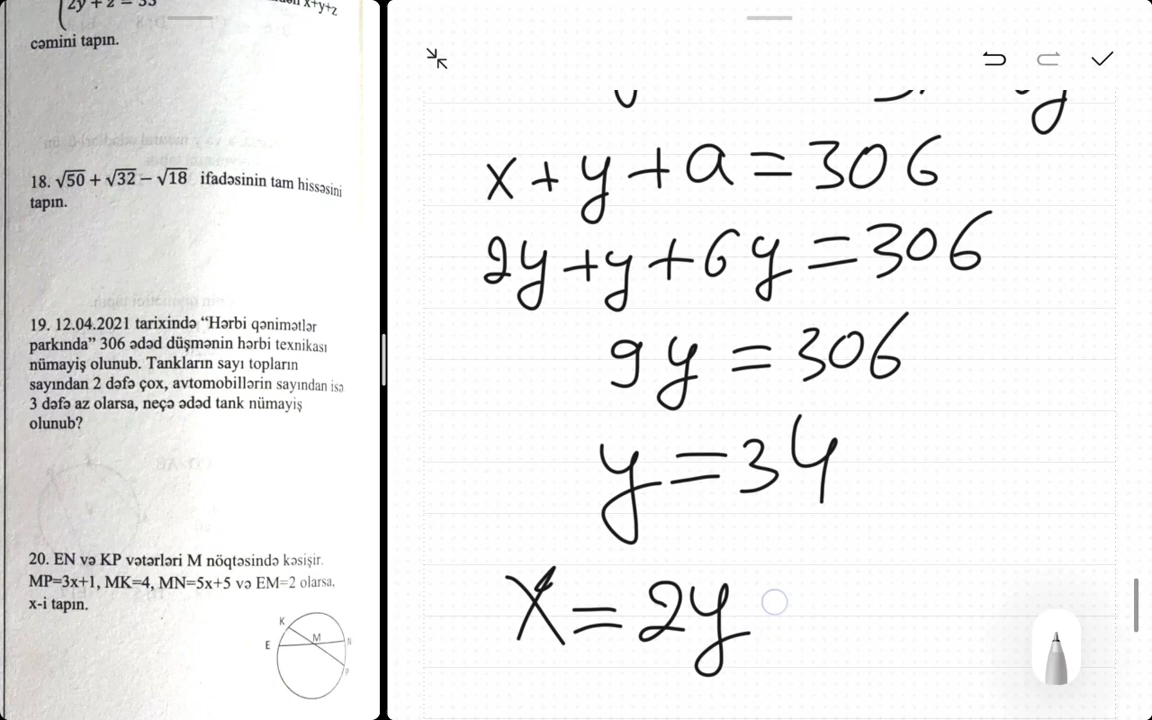 2y + z = 33
x+y+z
cəmini tapın.
18. √50 + √32 − √18 ifadəsinin tam hissəsini
tapın.
19. 12.04.2021 tarixində “Hərbi qənimətlər
parkında” 306 ədəd düşmənin hərbi texnikası
nümayiş olunub. Tankların sayı topların
sayından 2 dəfə çox, avtomobillərin sayından isə
3 dəfə az olarsa, neçə ədəd tank nümayiş
olunub?
20. EN və KP vətərləri M nöqtəsində kəsişir.
MP=3x+1, MK=4, MN=5x+5 və EM=2 olarsa,
x-i tapın.
K
E
M
N
P
x+y+a=306
2y+y+6y=306
9y=306
y=34
x=2y